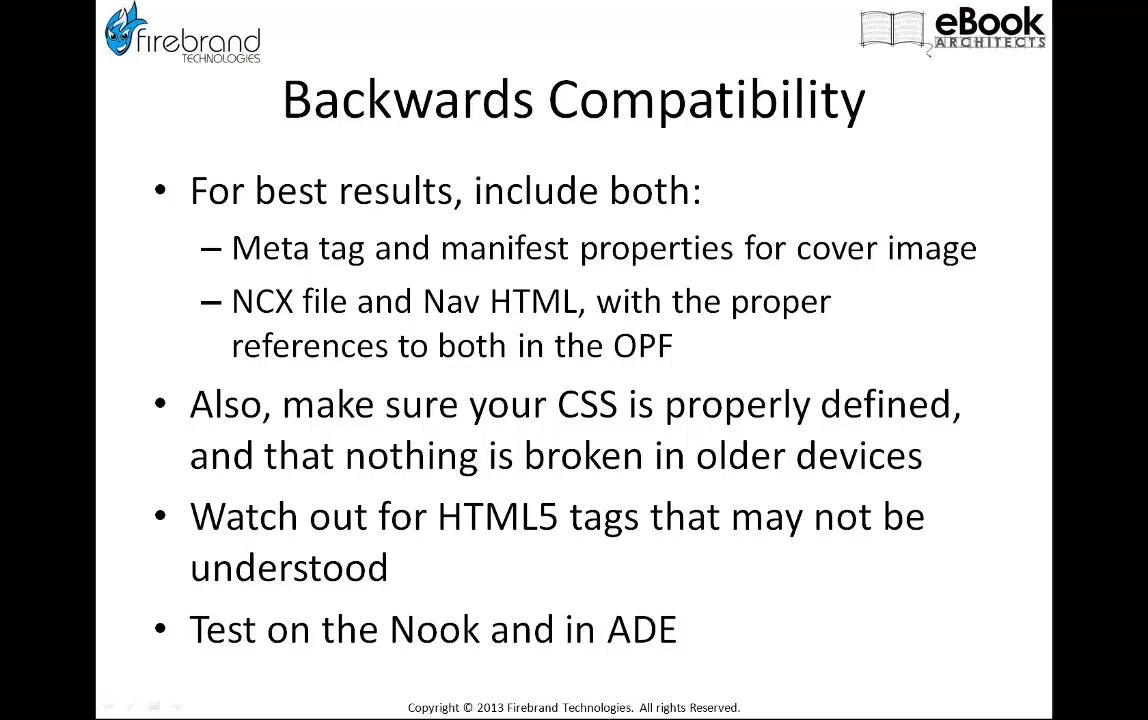 firebrand
TECHNOLOGIES
eBook
ARCHITECTS
Backwards Compatibility
• For best results, include both:
– Meta tag and manifest properties for cover image
– NCX file and Nav HTML, with the proper
references to both in the OPF
• Also, make sure your CSS is properly defined,
and that nothing is broken in older devices
• Watch out for HTML5 tags that may not be
understood
• Test on the Nook and in ADE
Copyright © 2013 Firebrand Technologies. All rights Reserved.